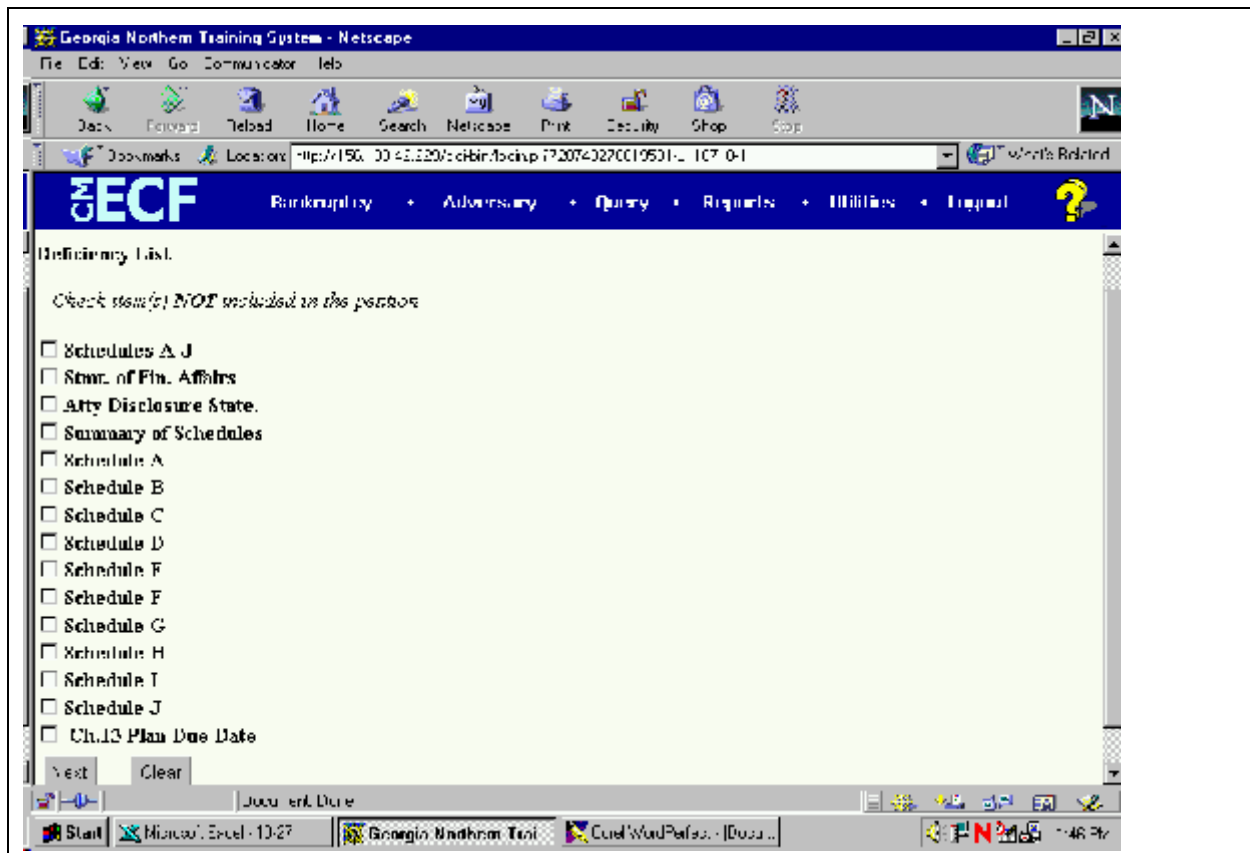 Georgia Northern Training System - Netscape
File Edit View Go Communicator Help
Back Forward Reload Home Search Netscape Print Security Shop Stop
N
Bookmarks Location: What's Related
CM ECF Bankruptcy • Adversary • Query • Reports • Utilities • Logout ?
Deficiency List.
Check item(s) NOT included in the petition
Schedules A-J
Stmt. of Fin. Affairs
Atty Disclosure State.
Summary of Schedules
Schedule A
Schedule B
Schedule C
Schedule D
Schedule E
Schedule F
Schedule G
Schedule H
Schedule I
Schedule J
Ch.13 Plan Due Date
Next Clear
Document: Done
Start Microsoft Excel - 10-27 Georgia Northern Trai Corel WordPerfect - [Docu... 1:46 PM